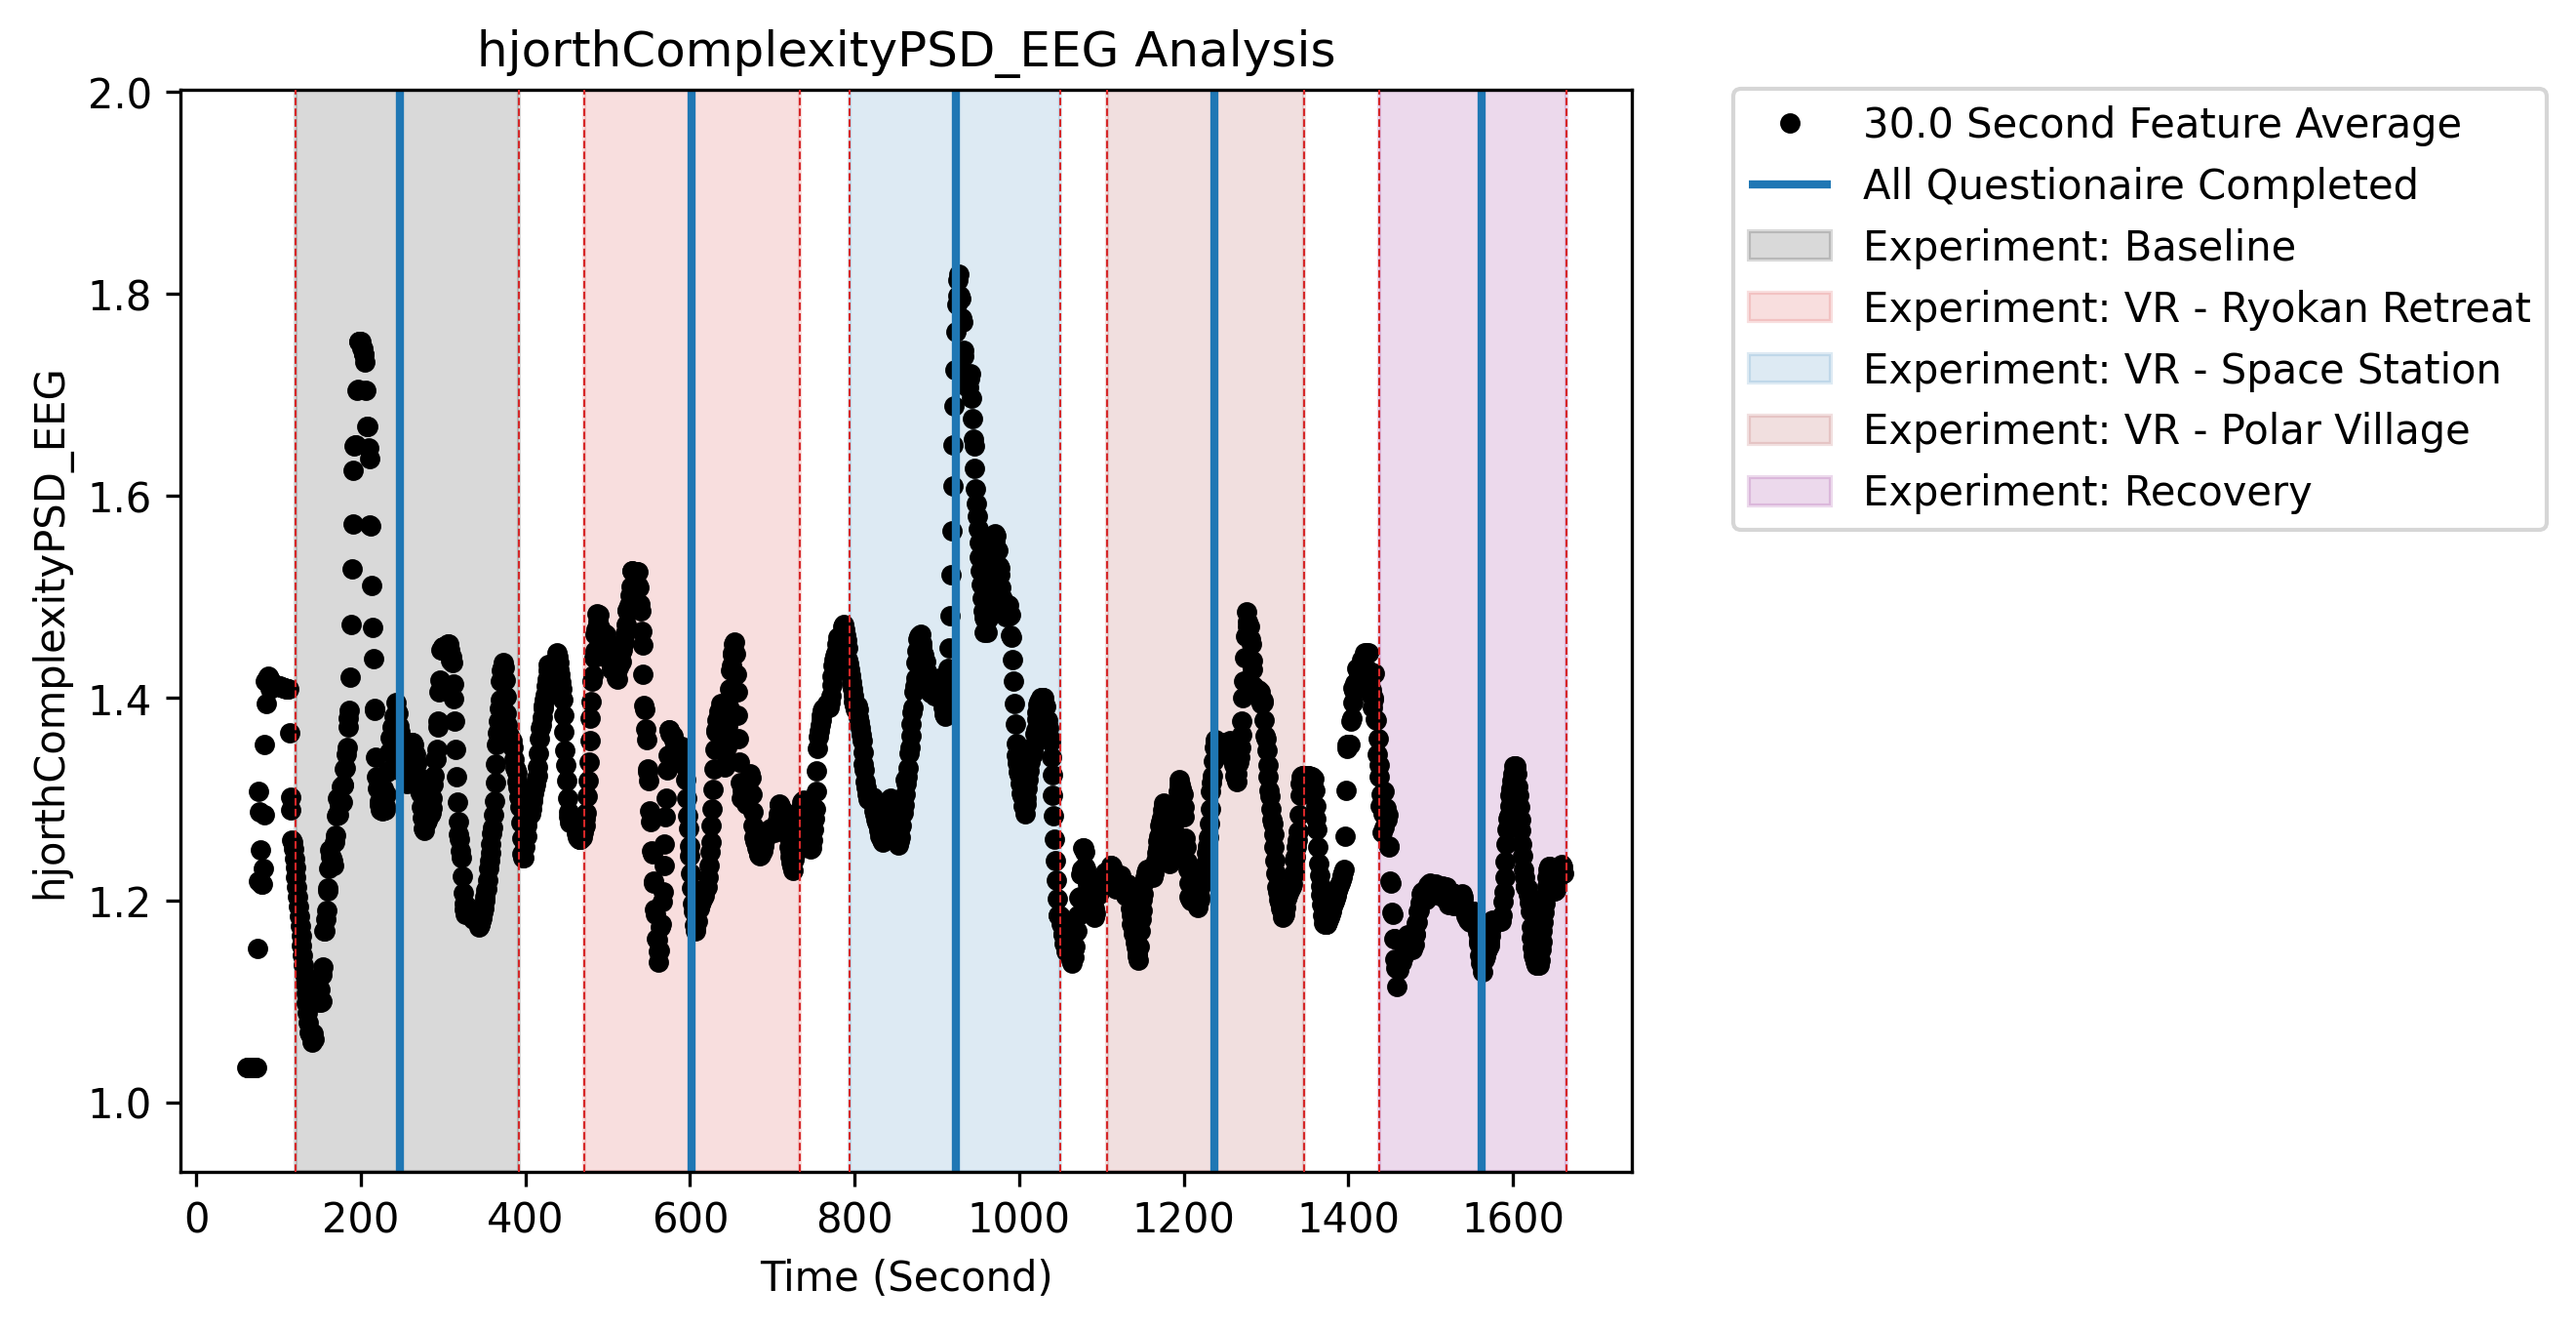 hjorthComplexityPSD_EEG Analysis
hjorthComplexityPSD_EEG
2.0
1.8
1.6
1.4
1.2
1.0
0 200 400 600 800 1000 1200 1400 1600
Time (Second)
30.0 Second Feature Average
All Questionaire Completed
Experiment: Baseline
Experiment: VR - Ryokan Retreat
Experiment: VR - Space Station
Experiment: VR - Polar Village
Experiment: Recovery